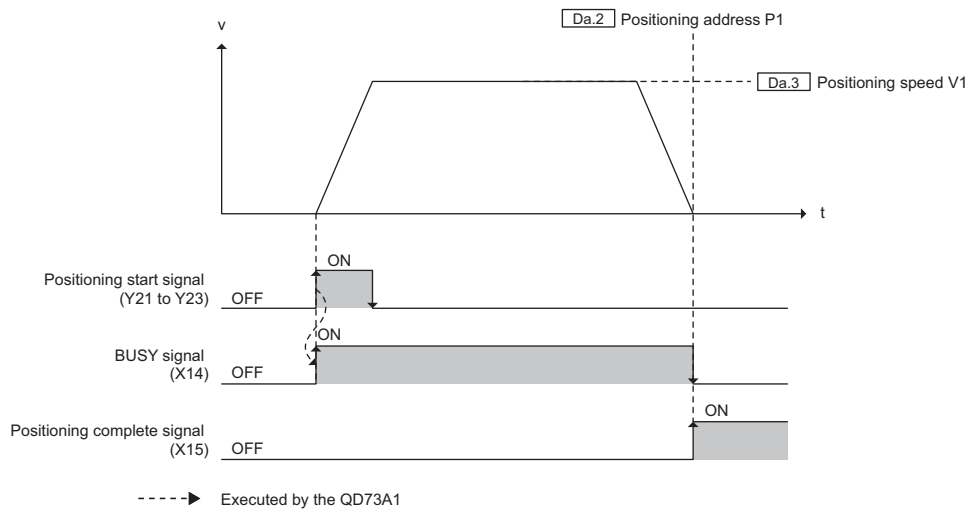 Da.2 Positioning address P1
v
Da.3 Positioning speed V1
t
ON
Positioning start signal
(Y21 to Y23)
OFF
ON
BUSY signal
(X14)
OFF
ON
Positioning complete signal
(X15)
OFF
Executed by the QD73A1